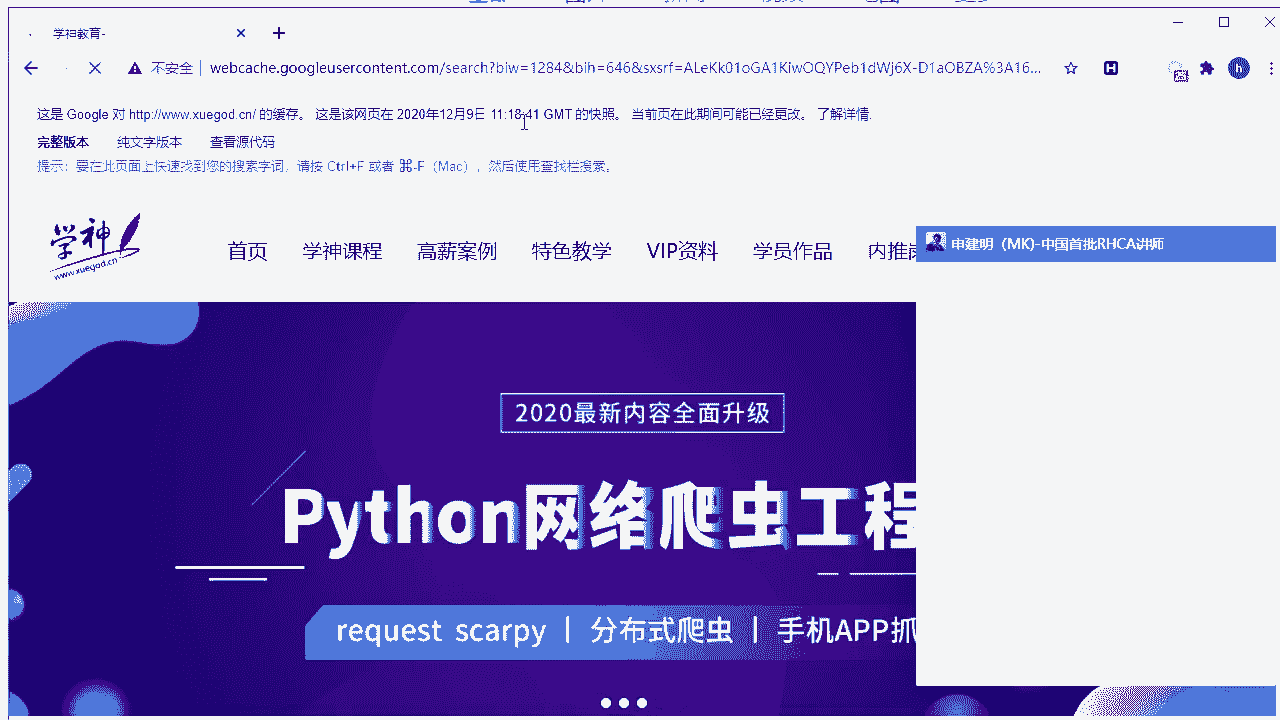 学神教育-
不安全
webcache.googleusercontent.com/search?biw=1284&bih=646&sxsrf=ALeKk01oGA1KiwOQYPeb1dWj6X-D1aOBZA%3A16...
这是 Google 对 http://www.xuegod.cn/ 的缓存。 这是该网页在 2020年12月9日 11:18:41 GMT 的快照。 当前页在此期间可能已经更改。 了解详情.
完整版本 纯文字版本 查看源代码
提示：要在此页面上快速找到您的搜索字词，请按 Ctrl+F 或者 ⌘-F（Mac），然后使用查找栏搜索。
学神
www.xuegod.cn
首页 学神课程 高薪案例 特色教学 VIP资料 学员作品 内推
申建明（MK)-中国首批RHCA讲师
2020最新内容全面升级
Python网络爬虫工程
request scarpy | 分布式爬虫 | 手机APP抓